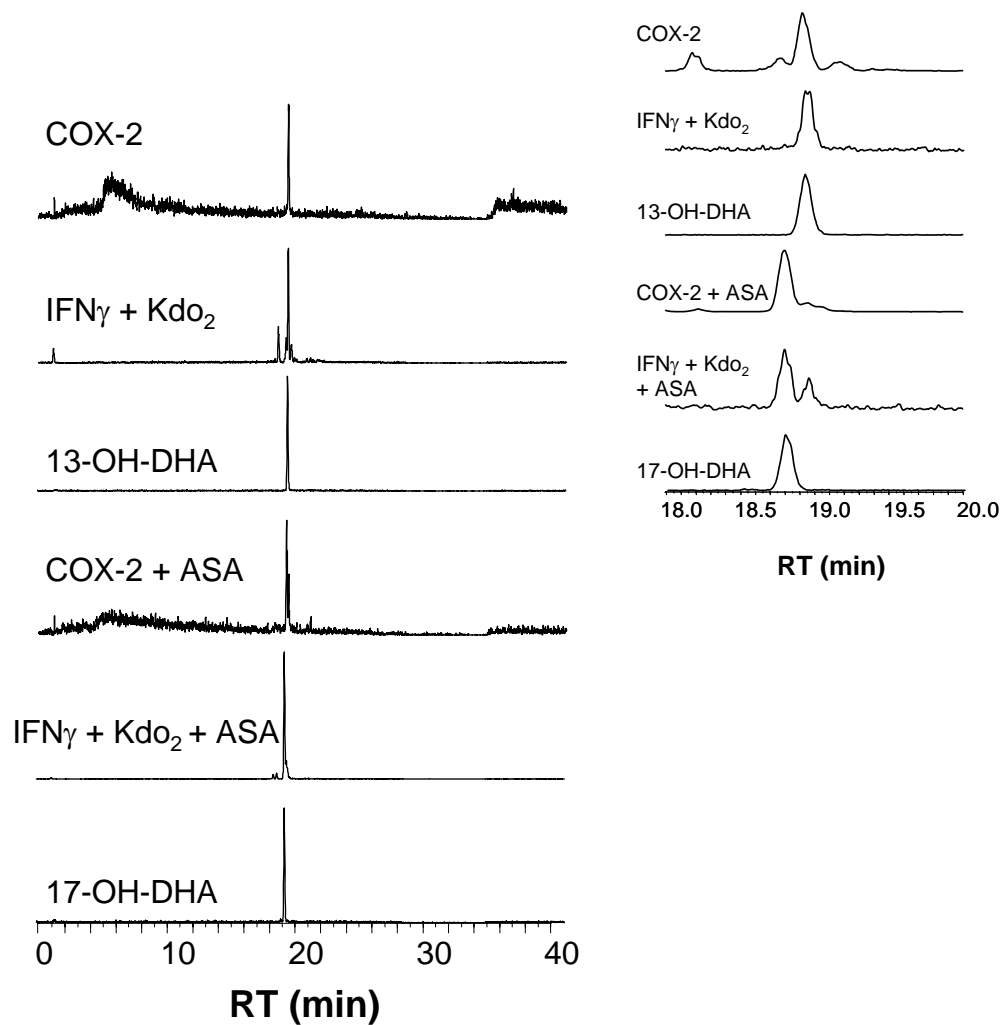 COX-2
IFNγ + Kdo₂
13-OH-DHA
COX-2 + ASA
IFNγ + Kdo₂ + ASA
17-OH-DHA
0 10 20 30 40
RT (min)
COX-2
IFNγ + Kdo₂
13-OH-DHA
COX-2 + ASA
IFNγ + Kdo₂
+ ASA
17-OH-DHA
18.0 18.5 19.0 19.5 20.0
RT (min)